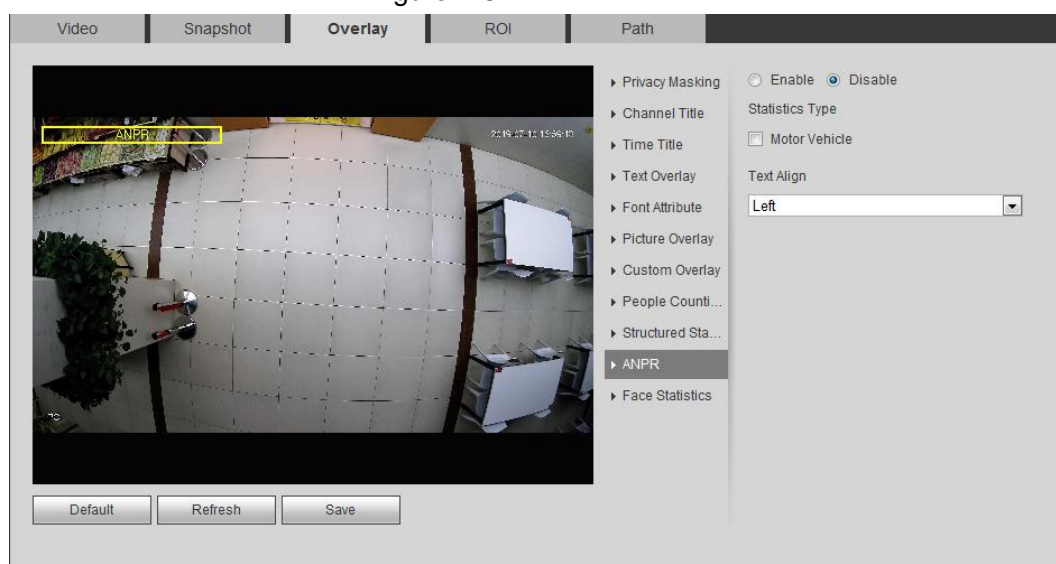 Video Snapshot Overlay ROI Path
ANPR
Privacy Masking
Channel Title
Time Title
Text Overlay
Font Attribute
Picture Overlay
Custom Overlay
People Counti...
Structured Sta...
ANPR
Face Statistics
Enable Disable
Statistics Type
Motor Vehicle
Text Align
Left
Default Refresh Save